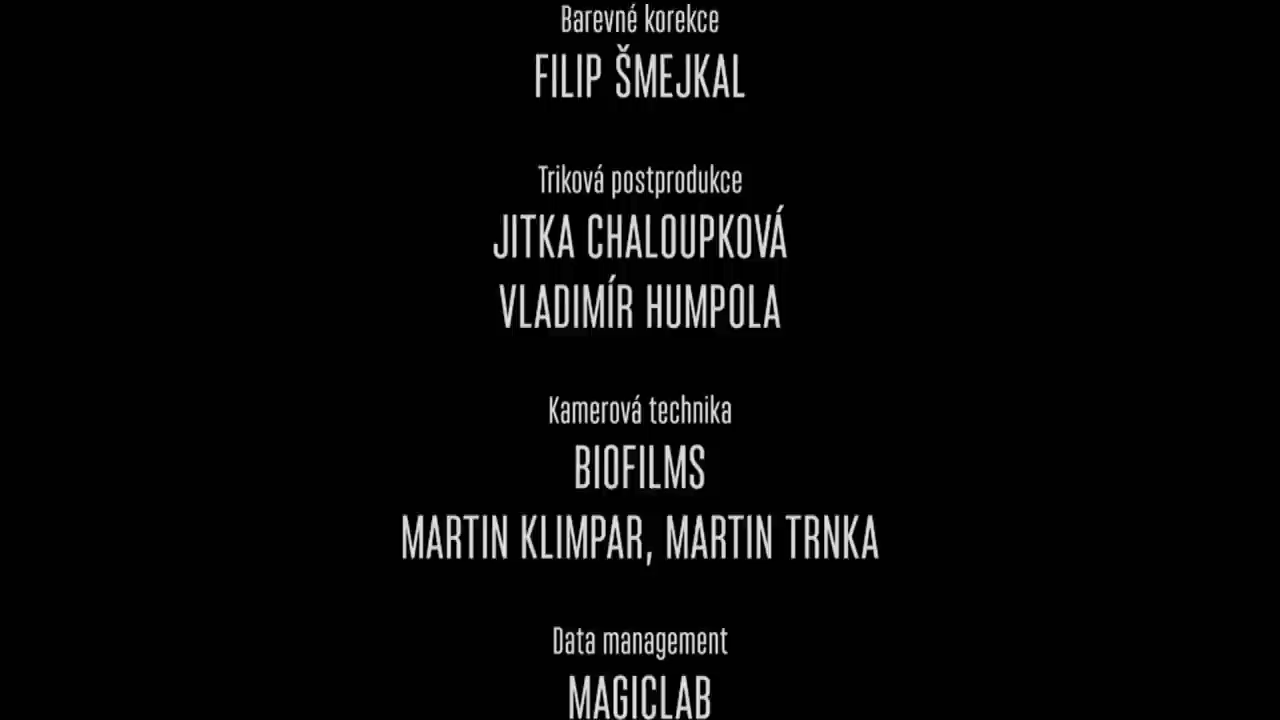 Barevné korekce
FILIP ŠMEJKAL
Triková postprodukce
JITKA CHALOUPKOVÁ
VLADIMÍR HUMPOLA
Kamerová technika
BIOFILMS
MARTIN KLIMPAR, MARTIN TRNKA
Data management
MAGICLAB